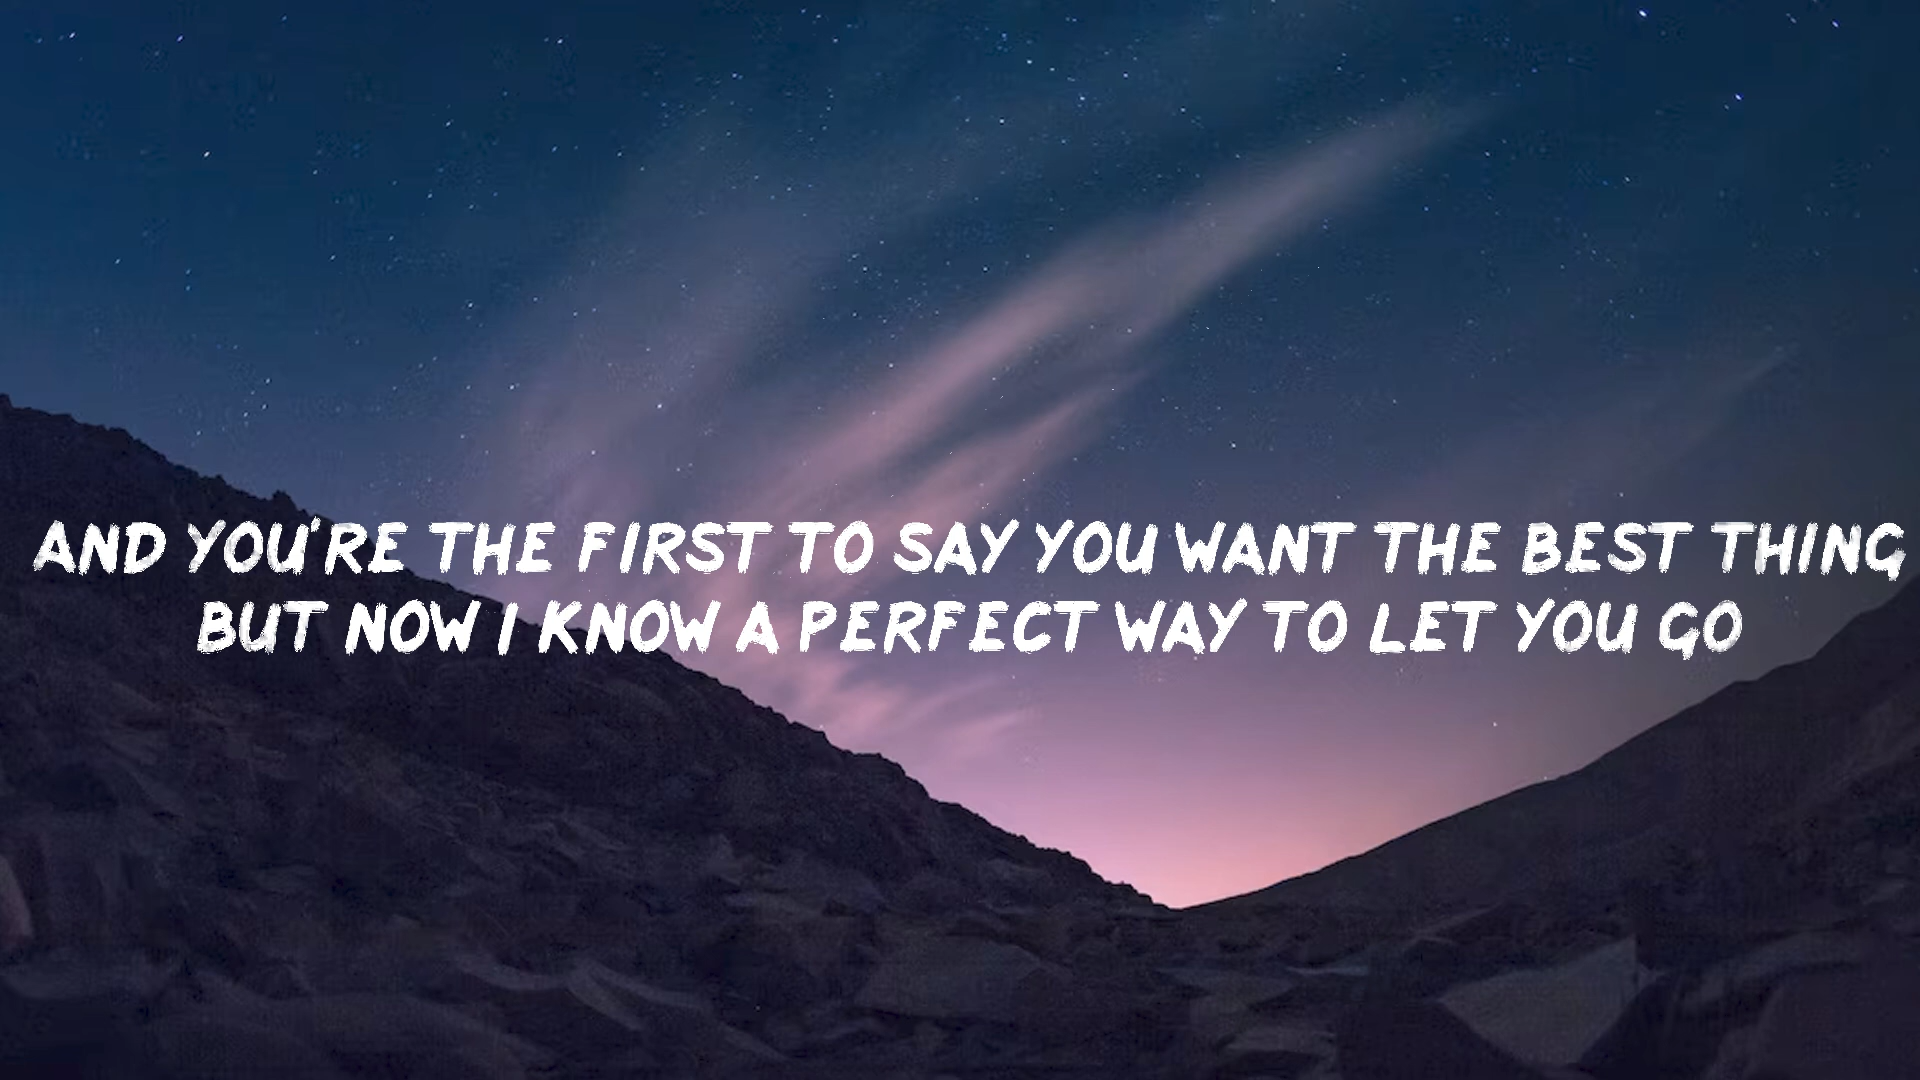 AND YOU'RE THE FIRST TO SAY YOU WANT THE BEST THING
BUT NOW I KNOW A PERFECT WAY TO LET YOU GO